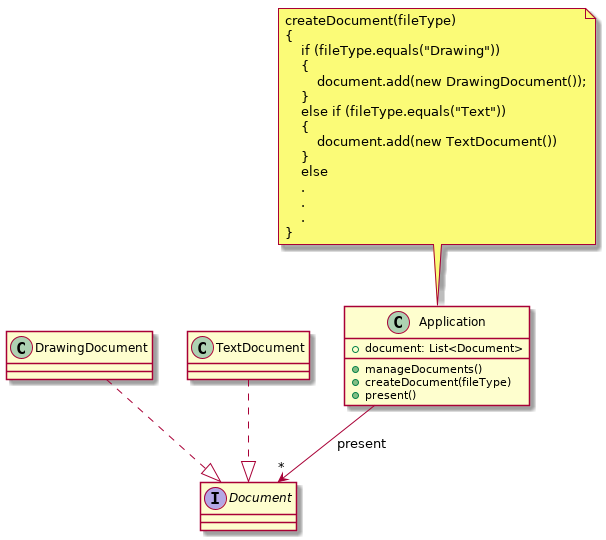 createDocument(fileType)
{
    if (fileType.equals("Drawing"))
    {
        document.add(new DrawingDocument());
    }
    else if (fileType.equals("Text"))
    {
        document.add(new TextDocument())
    }
    else
    .
    .
    .
}
C Application
document: List<Document>
manageDocuments()
createDocument(fileType)
present()
C DrawingDocument
C TextDocument
present
*
I Document